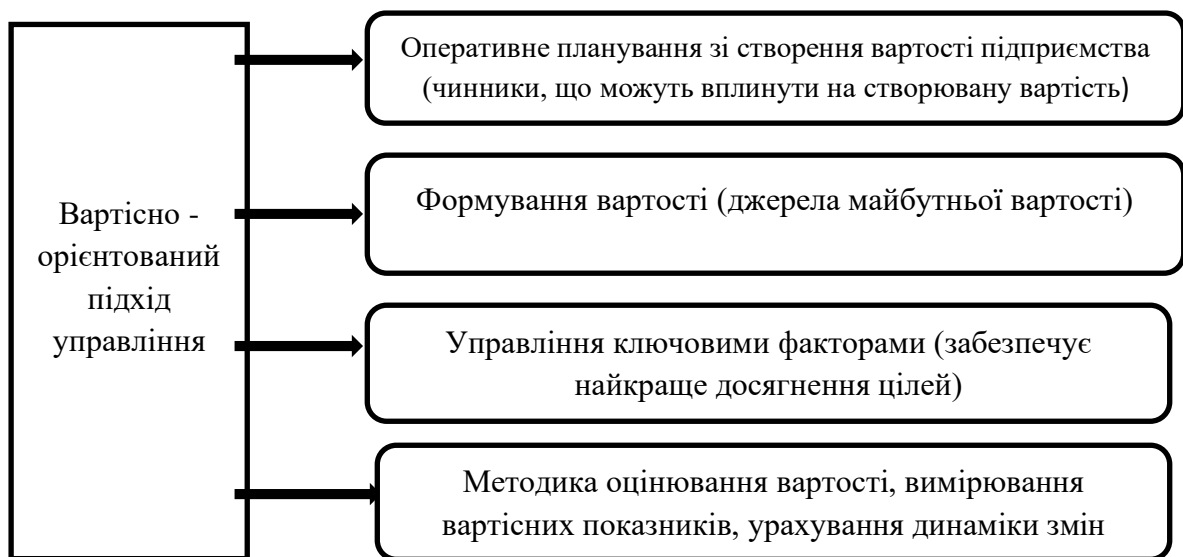 Вартісно -
орієнтований
підхід
управління
Оперативне планування зі створення вартості підприємства
(чинники, що можуть вплинути на створювану вартість)
Формування вартості (джерела майбутньої вартості)
Управління ключовими факторами (забезпечує
найкраще досягнення цілей)
Методика оцінювання вартості, вимірювання
вартісних показників, урахування динаміки змін